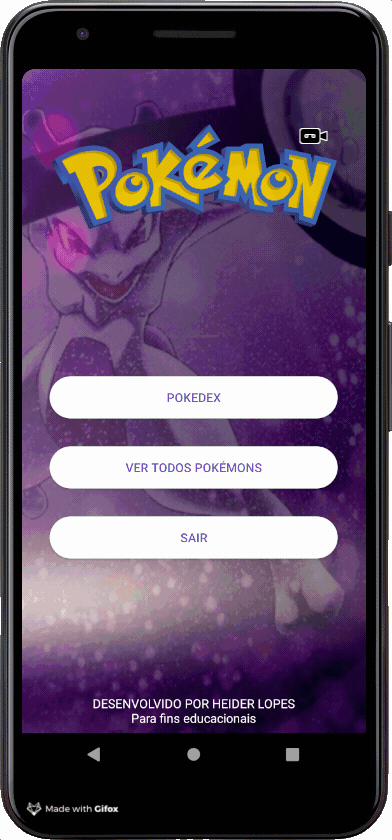 POKÉMON
POKEDEX
VER TODOS POKÉMONS
SAIR
DESENVOLVIDO POR HEIDER LOPES
Para fins educacionais
Made with Gifox